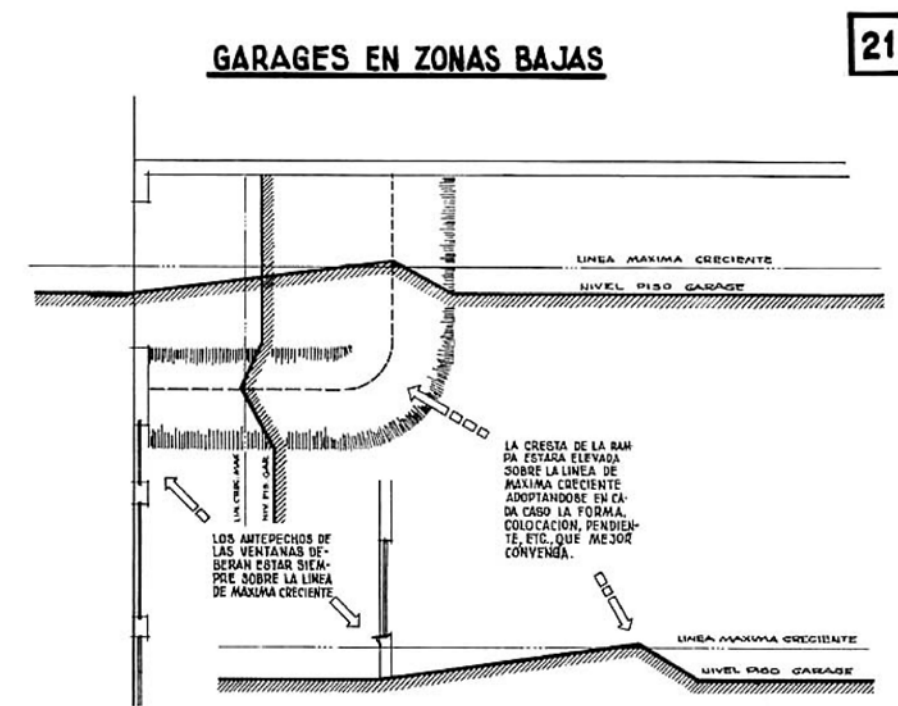 GARAGES EN ZONAS BAJAS
21
LINEA MAXIMA CRECIENTE
NIVEL PISO GARAGE
LIN. CREC. MAX
NIV. PIS. GAR.
LA CRESTA DE LA RAM-
PA ESTARA ELEVADA
SOBRE LA LINEA DE
MAXIMA CRECIENTE
ADOPTANDOSE EN CA-
DA CASO LA FORMA,
COLOCACION, PENDIEN-
TE, ETC., QUE MEJOR
CONVENGA.
LOS ANTEPECHOS DE
LAS VENTANAS DE-
BERAN ESTAR SIEM-
PRE SOBRE LA LINEA
DE MAXIMA CRECIENTE
LINEA MAXIMA CRECIENTE
NIVEL PISO GARAGE